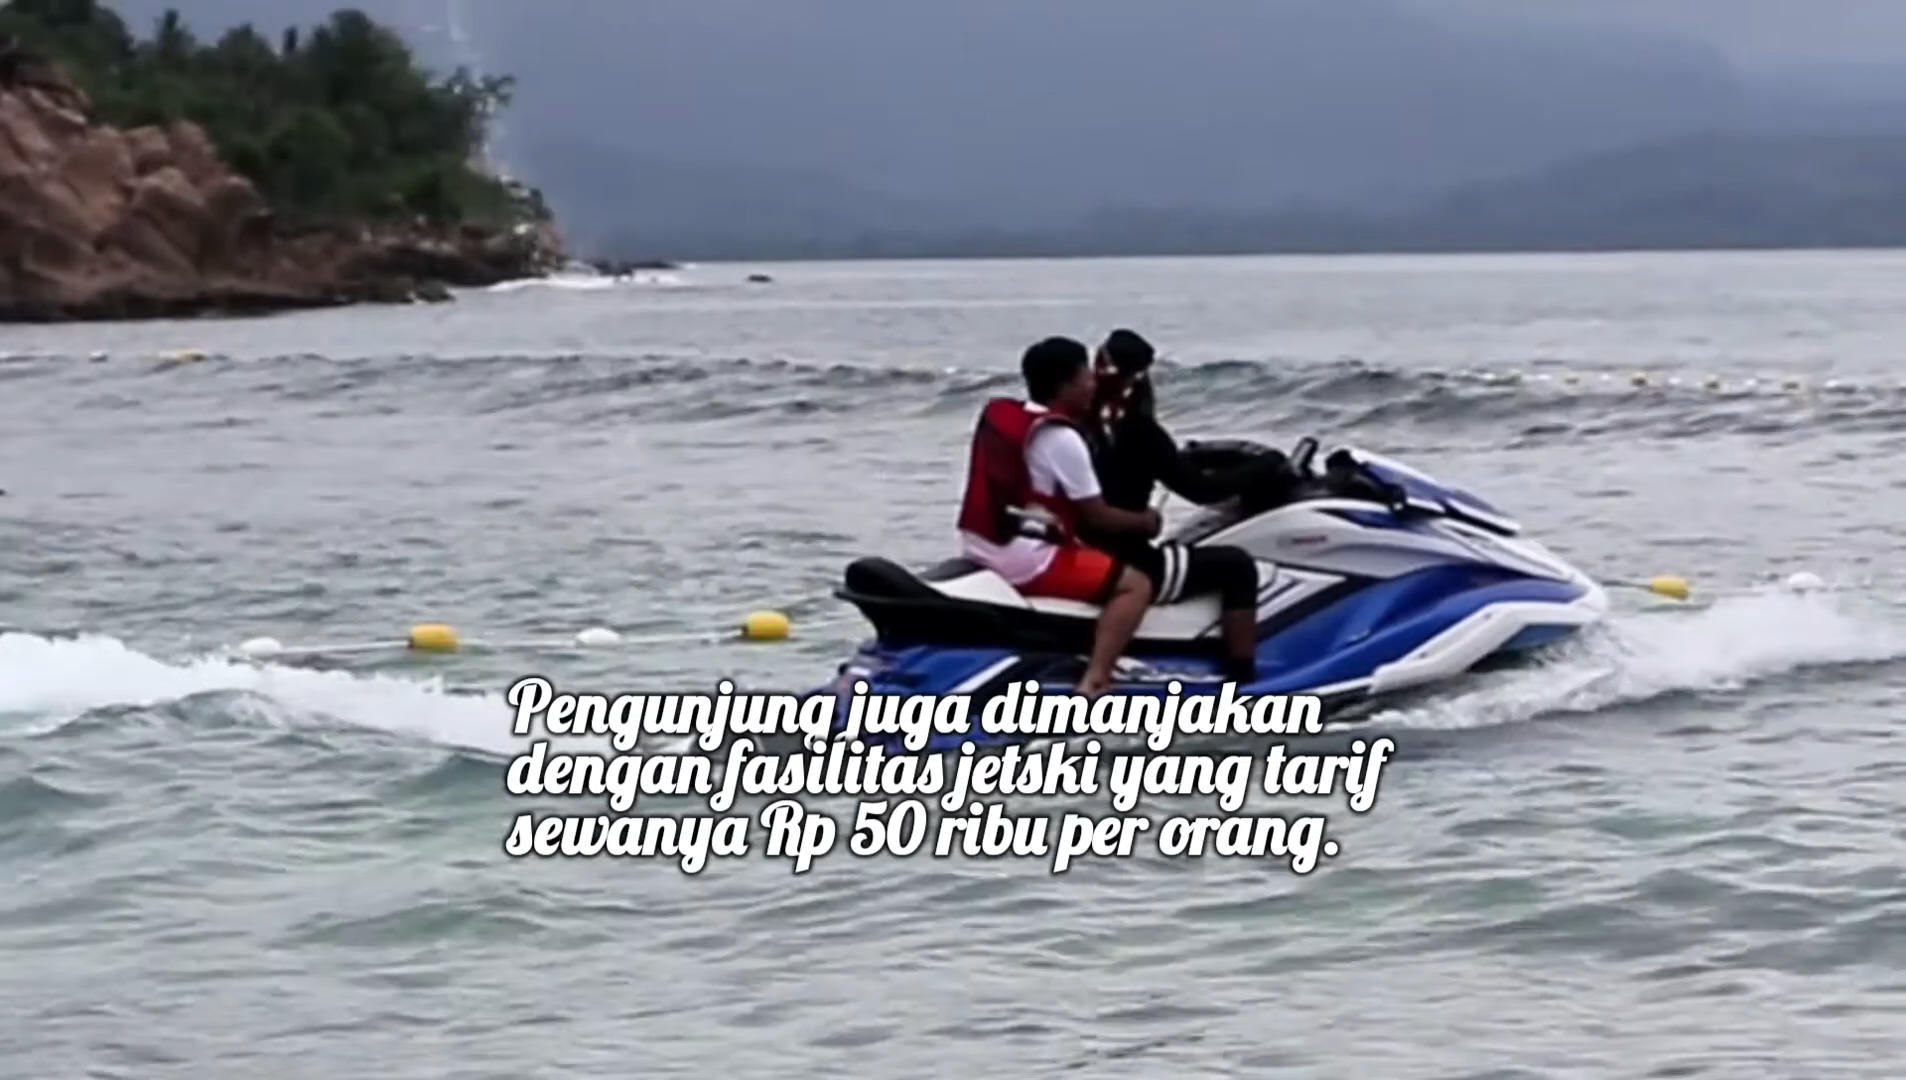 Pengunjung juga dimanjakan
dengan fasilitas jetski yang tarif
sewanya Rp 50 ribu per orang.